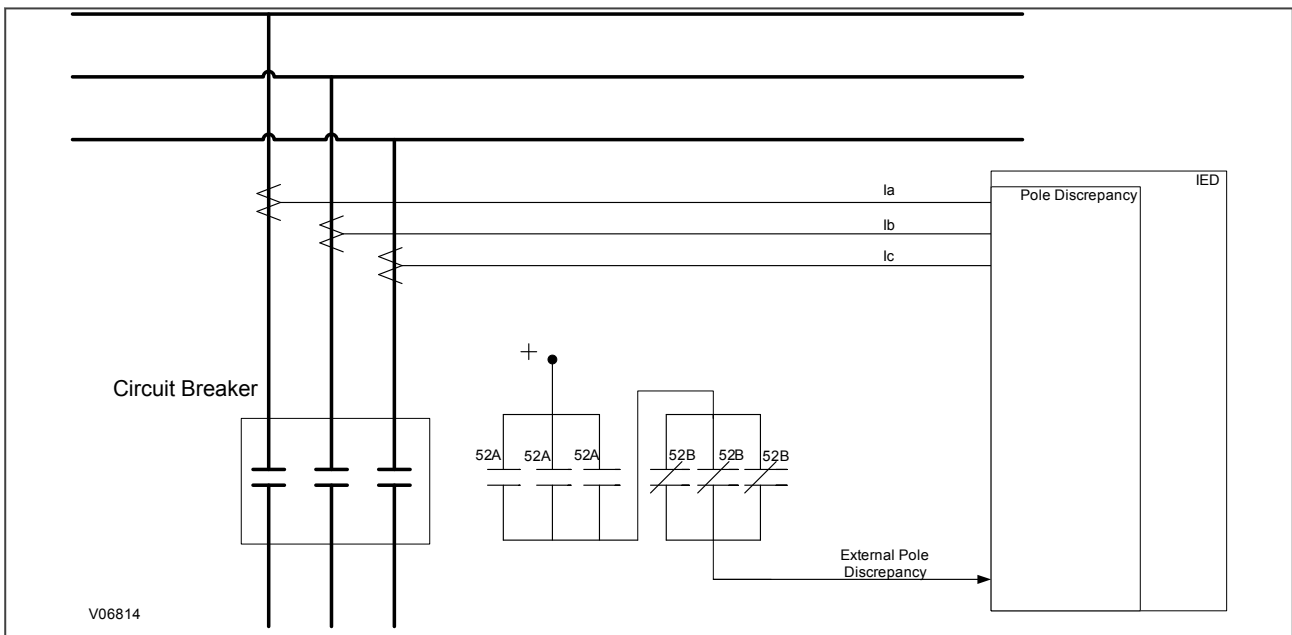 IED
Pole Discrepancy
Ia
Ib
Ic
+
Circuit Breaker
52A
52A
52A
52B
52B
52B
External Pole
Discrepancy
V06814